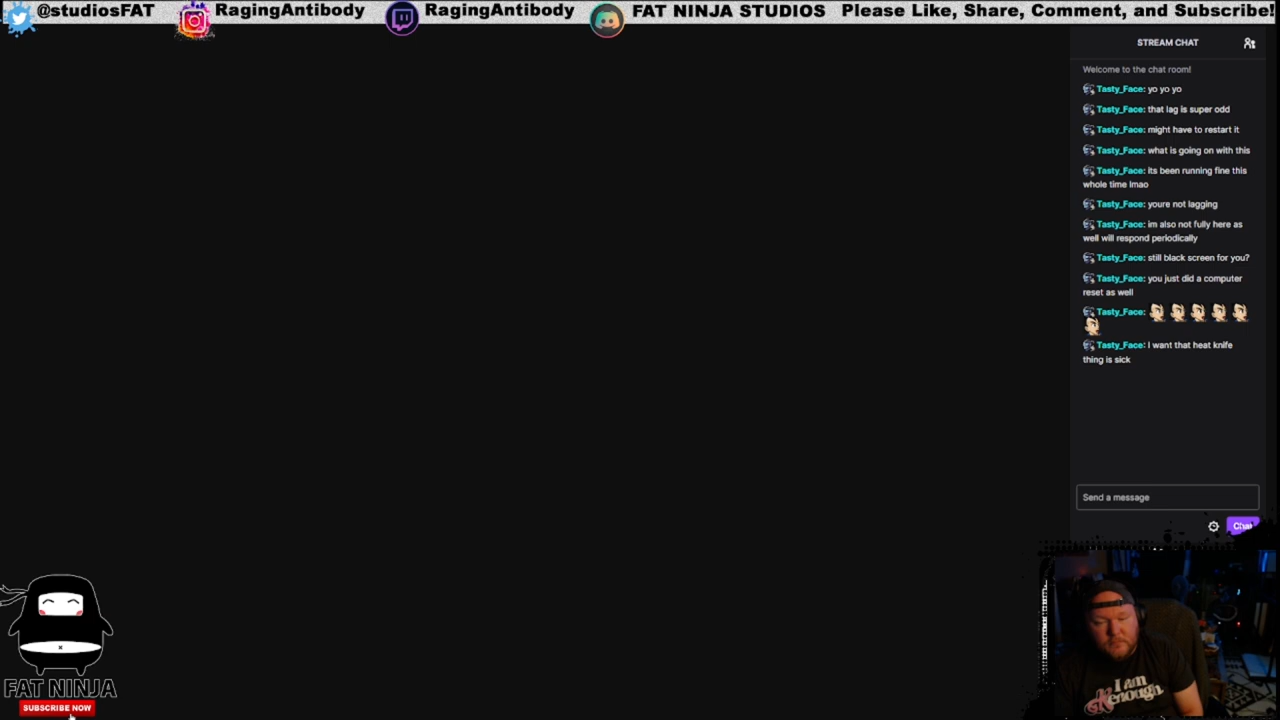 @studiosFAT RagingAntibody RagingAntibody FAT NINJA STUDIOS Please Like, Share, Comment, and Subscribe!
STREAM CHAT
Welcome to the chat room!
Tasty_Face: yo yo yo
Tasty_Face: that lag is super odd
Tasty_Face: might have to restart it
Tasty_Face: what is going on with this
Tasty_Face: its been running fine this
whole time lmao
Tasty_Face: youre not lagging
Tasty_Face: im also not fully here as
well will respond periodically
Tasty_Face: still black screen for you?
Tasty_Face: you just did a computer
reset as well
Tasty_Face:
Tasty_Face: I want that heat knife
thing is sick
Send a message
Chat
I am
Kenough
FAT NINJA
SUBSCRIBE NOW